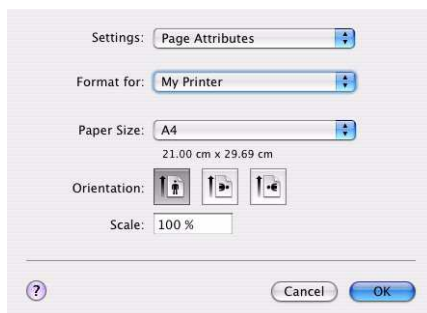 Settings: Page Attributes
Format for: My Printer
Paper Size: A4
21.00 cm x 29.69 cm
Orientation:
Scale: 100 %
? Cancel OK